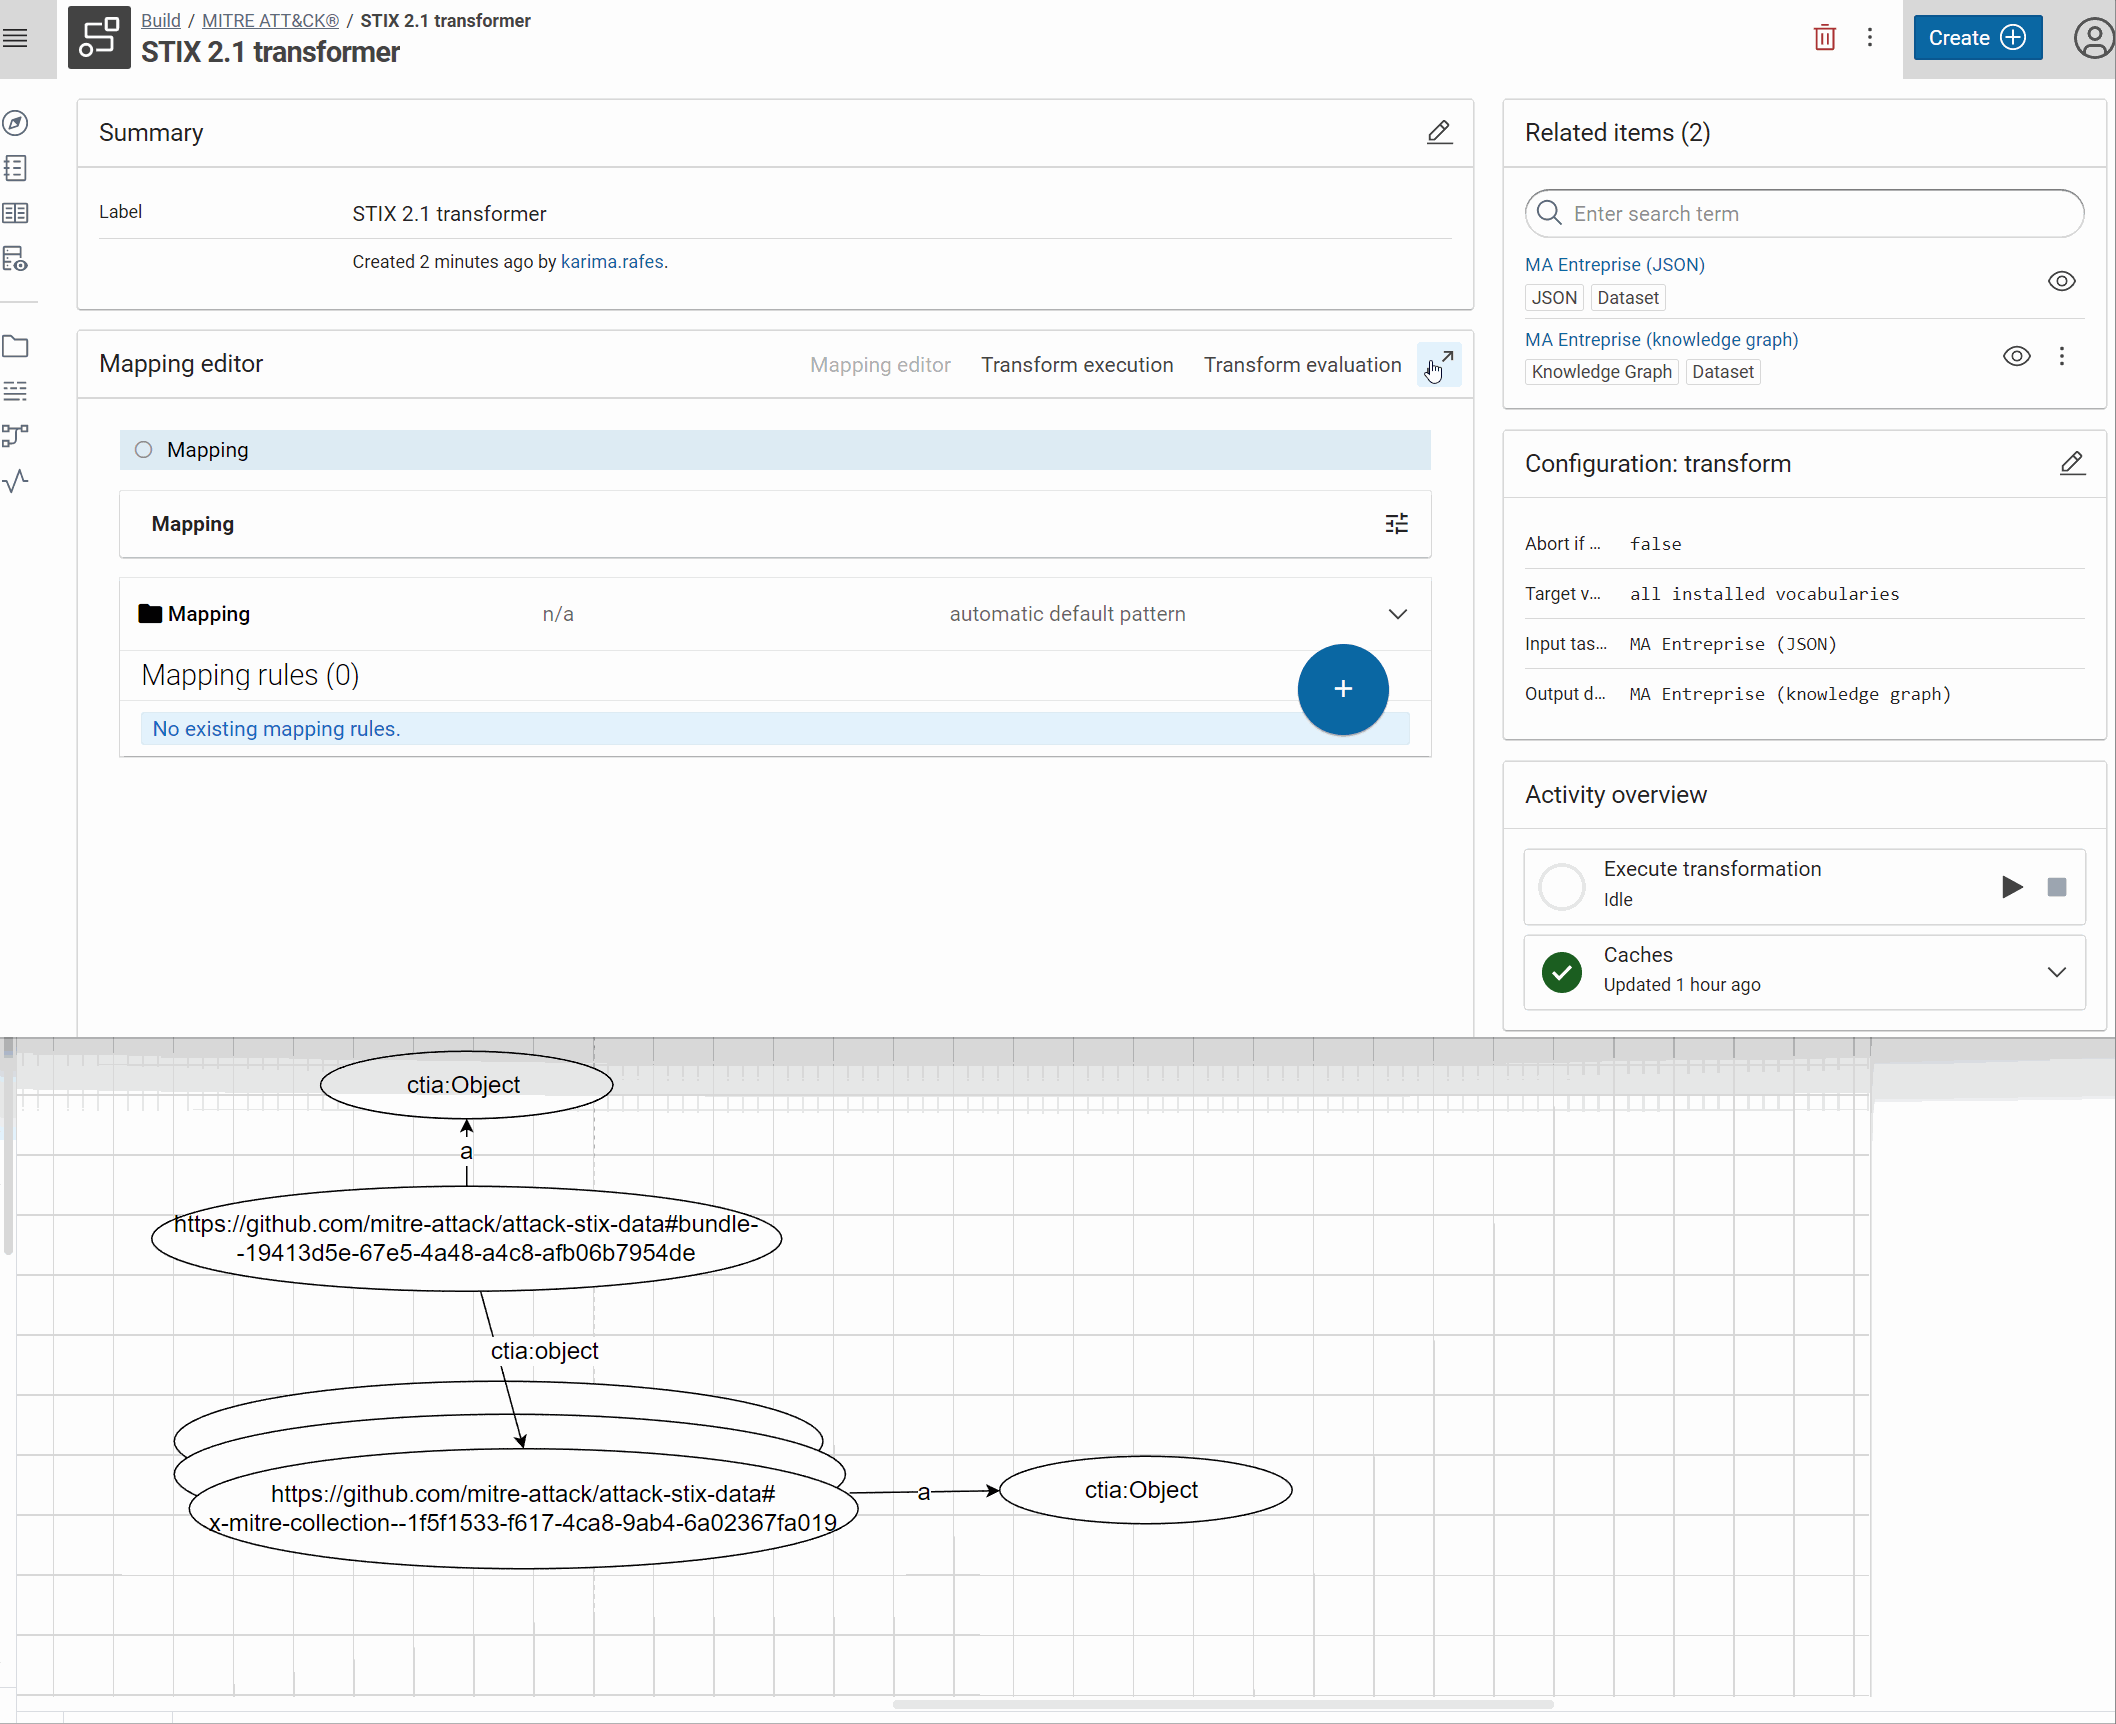 Build / MITRE ATT&CK® / STIX 2.1 transformer
STIX 2.1 transformer
Create
Summary
Label
STIX 2.1 transformer
Created 2 minutes ago by karima.rafes.
Mapping editor
Mapping editor
Transform execution
Transform evaluation
Mapping
Mapping
Mapping
n/a
automatic default pattern
Mapping rules (0)
+
No existing mapping rules.
Related items (2)
Enter search term
MA Entreprise (JSON)
JSON
Dataset
MA Entreprise (knowledge graph)
Knowledge Graph
Dataset
Configuration: transform
Abort if ...
false
Target v...
all installed vocabularies
Input tas...
MA Entreprise (JSON)
Output d...
MA Entreprise (knowledge graph)
Activity overview
Execute transformation
Idle
Caches
Updated 1 hour ago
ctia:Object
a
https://github.com/mitre-attack/attack-stix-data#bundle-
-19413d5e-67e5-4a48-a4c8-afb06b7954de
ctia:object
https://github.com/mitre-attack/attack-stix-data#
x-mitre-collection--1f5f1533-f617-4ca8-9ab4-6a02367fa019
a
ctia:Object